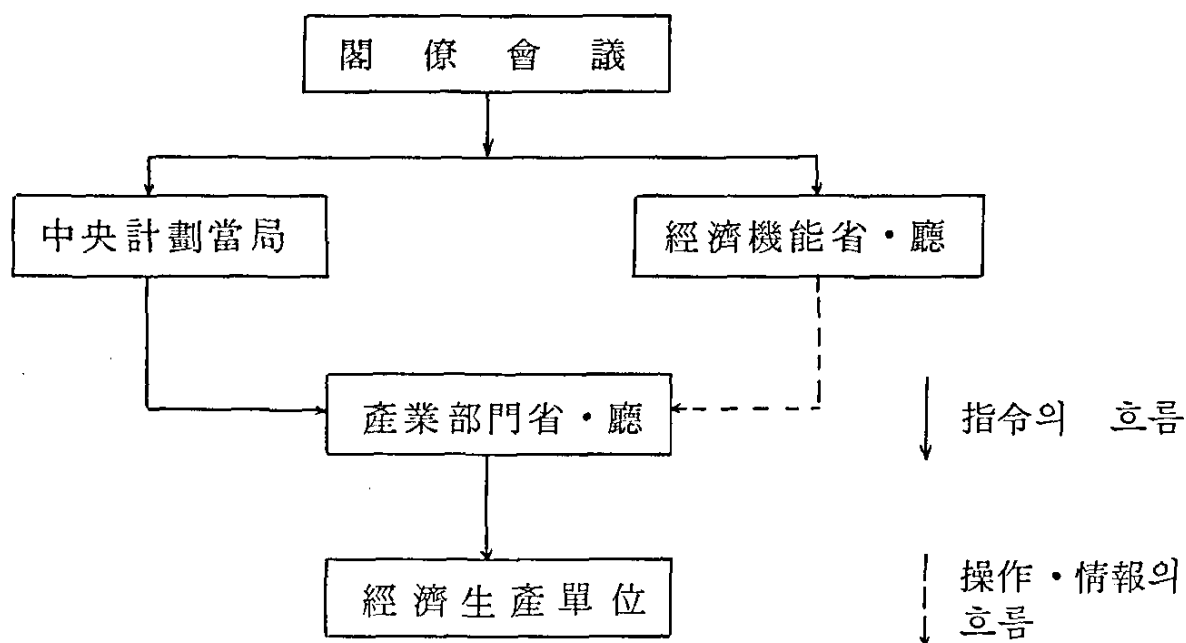 閣僚會議
中央計劃當局
經濟機能省・廳
產業部門省・廳
指令의 흐름
經濟生產單位
操作・情報의
흐름